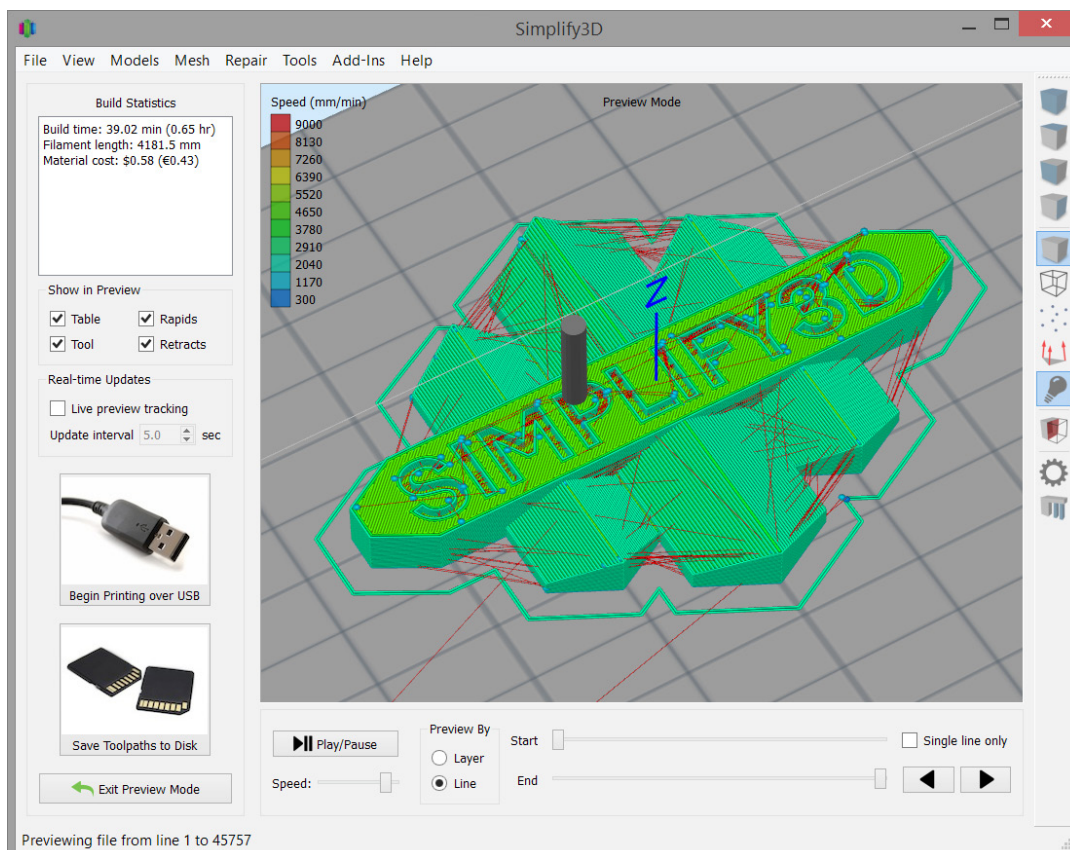 Simplify3D
File View Models Mesh Repair Tools Add-Ins Help
Build Statistics
Build time: 39.02 min (0.65 hr)
Filament length: 4181.5 mm
Material cost: $0.58 (€0.43)
Show in Preview
Table Rapids
Tool Retracts
Real-time Updates
Live preview tracking
Update interval 5.0 sec
Begin Printing over USB
Save Toolpaths to Disk
Exit Preview Mode
Speed (mm/min)
9000
8130
7260
6390
5520
4650
3780
2910
2040
1170
300
Preview Mode
Z
SIMPLIFY3D
Play/Pause
Speed:
Preview By
Layer
Line
Start
End
Single line only
Previewing file from line 1 to 45757